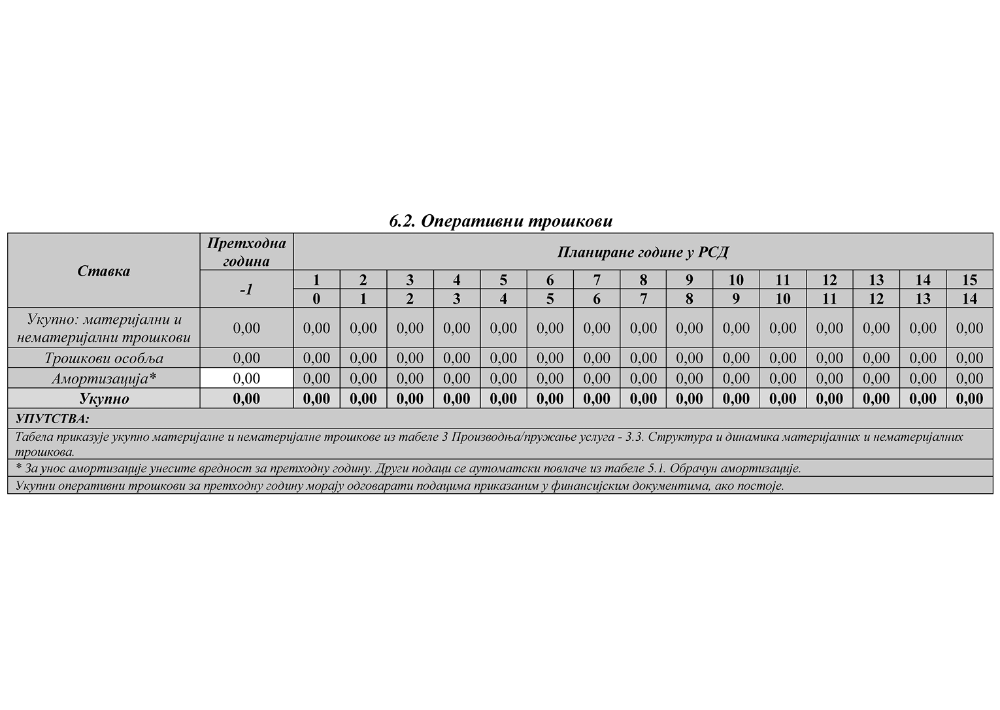 6.2. Оперативни трошкови
Ставка
Претходна
година
Планиране године у РСД
-1
1 2 3 4 5 6 7 8 9 10 11 12 13 14 15
0 1 2 3 4 5 6 7 8 9 10 11 12 13 14
Укупно: материјални и
нематеријални трошкови
0,00 0,00 0,00 0,00 0,00 0,00 0,00 0,00 0,00 0,00 0,00 0,00 0,00 0,00 0,00 0,00
Трошкови особља 0,00 0,00 0,00 0,00 0,00 0,00 0,00 0,00 0,00 0,00 0,00 0,00 0,00 0,00 0,00 0,00
Амортизација* 0,00 0,00 0,00 0,00 0,00 0,00 0,00 0,00 0,00 0,00 0,00 0,00 0,00 0,00 0,00 0,00
Укупно 0,00 0,00 0,00 0,00 0,00 0,00 0,00 0,00 0,00 0,00 0,00 0,00 0,00 0,00 0,00 0,00
УПУТСТВА:
Табела приказује укупно материјалне и нематеријалне трошкове из табеле 3 Производња/пружање услуга - 3.3. Структура и динамика материјалних и нематеријалних
трошкова.
* За унос амортизације унесите вредност за претходну годину. Други подаци се аутоматски повлаче из табеле 5.1. Обрачун амортизације.
Укупни оперативни трошкови за претходну годину морају одговарати подацима приказаним у финансијским документима, ако постоје.